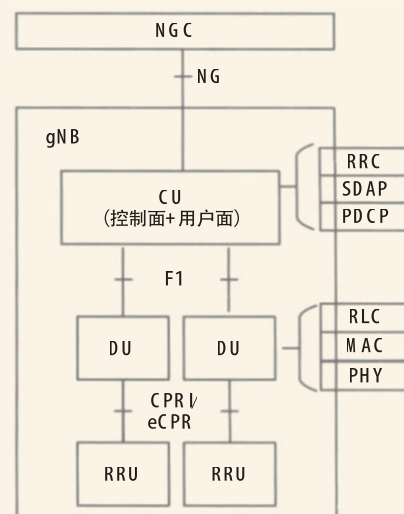 NGC
NG
gNB
CU
(控制面+用户面)
RRC
SDAP
PDCP
F1
DU
DU
RLC
MAC
PHY
CPRI/
eCPR
RRU
RRU